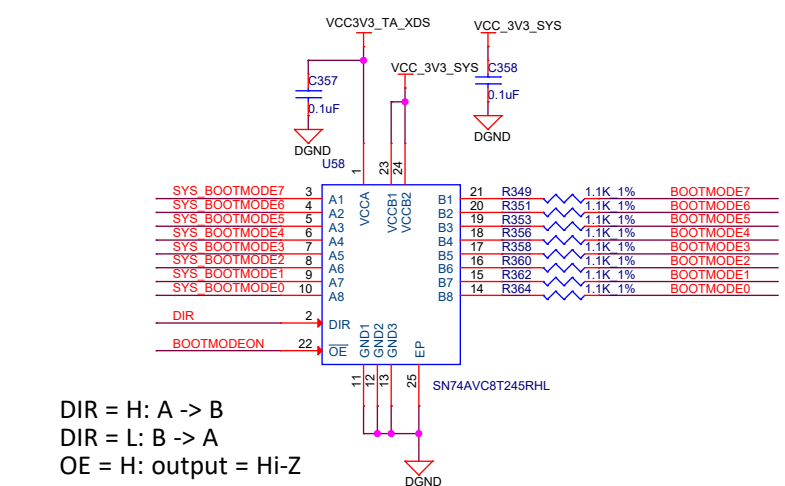 VCC3V3_TA_XDS
VCC_3V3_SYS
VCC_3V3_SYS
C357
0.1uF
C358
0.1uF
DGND
DGND
U58
1
23
24
VCCA
VCCB1
VCCB2
SYS_BOOTMODE7 3 A1 B1 21 R349 1.1K_1% BOOTMODE7
SYS_BOOTMODE6 4 A2 B2 20 R351 1.1K_1% BOOTMODE6
SYS_BOOTMODE5 5 A3 B3 19 R353 1.1K_1% BOOTMODE5
SYS_BOOTMODE4 6 A4 B4 18 R356 1.1K_1% BOOTMODE4
SYS_BOOTMODE3 7 A5 B5 17 R358 1.1K_1% BOOTMODE3
SYS_BOOTMODE2 8 A6 B6 16 R360 1.1K_1% BOOTMODE2
SYS_BOOTMODE1 9 A7 B7 15 R362 1.1K_1% BOOTMODE1
SYS_BOOTMODE0 10 A8 B8 14 R364 1.1K_1% BOOTMODE0
DIR 2 DIR
BOOTMODEON 22 OE
GND1
GND2
GND3
EP
11
12
13
25
SN74AVC8T245RHL
DGND
DIR = H: A -> B
DIR = L: B -> A
OE = H: output = Hi-Z